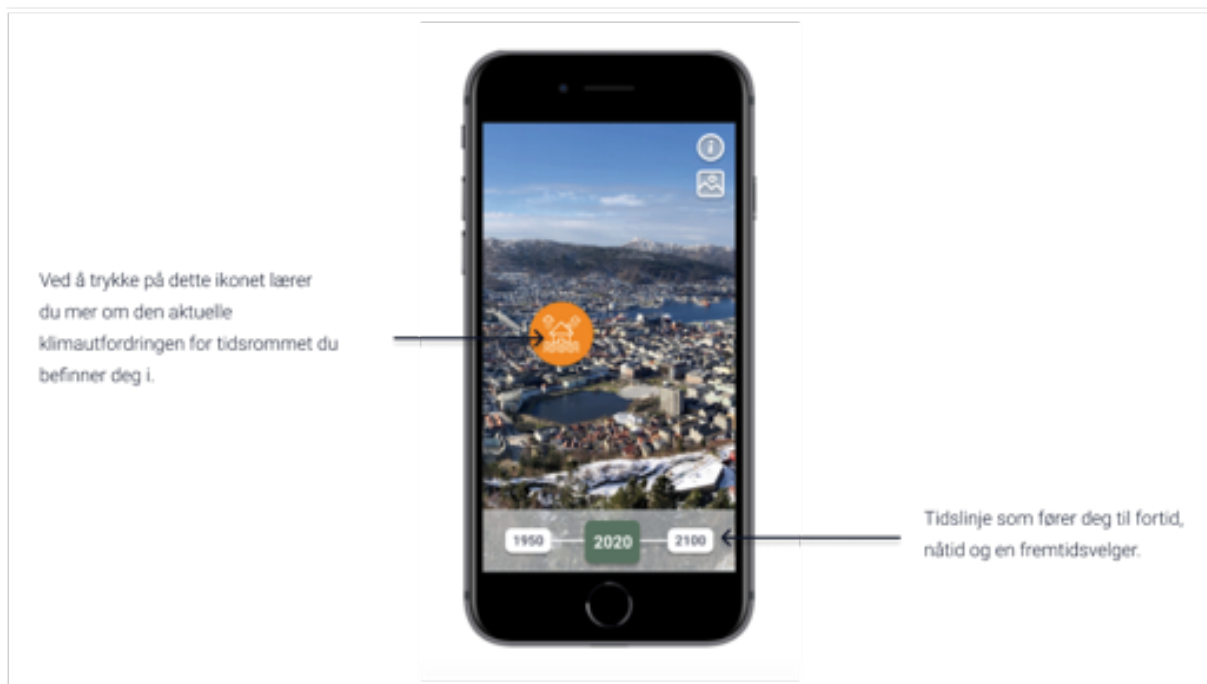 Ved å trykke på dette ikonet lærer
du mer om den aktuelle
klimautfordringen for tidsrommet du
befinner deg i.
1950
2020
2100
Tidslinje som fører deg til fortid,
nåtid og en fremtidsvelger.